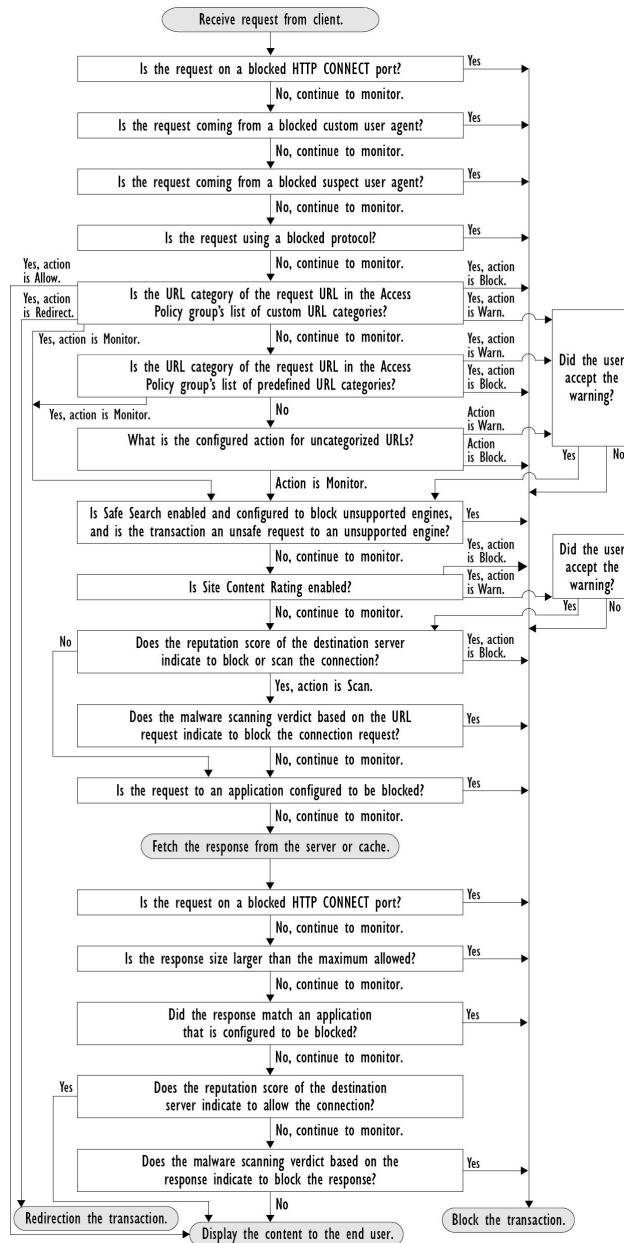 Receive request from client.
Is the request on a blocked HTTP CONNECT port?
Yes
No, continue to monitor.
Is the request coming from a blocked custom user agent?
Yes
No, continue to monitor.
Is the request coming from a blocked suspect user agent?
Yes
No, continue to monitor.
Is the request using a blocked protocol?
Yes
No, continue to monitor.
Yes, action
is Allow.
Yes, action
is Redirect.
Yes, action is Monitor.
Is the URL category of the request URL in the Access
Policy group's list of custom URL categories?
Yes, action
is Block.
Yes, action
is Warn.
No, continue to monitor.
Is the URL category of the request URL in the Access
Policy group's list of predefined URL categories?
Yes, action
is Warn.
Yes, action
is Block.
Did the user
accept the
warning?
Yes, action is Monitor.
No
What is the configured action for uncategorized URLs?
Action
is Warn.
Action
is Block.
Yes
No
Action is Monitor.
Is Safe Search enabled and configured to block unsupported engines,
and is the transaction an unsafe request to an unsupported engine?
Yes
No, continue to monitor.
Yes, action
is Block.
Is Site Content Rating enabled?
Yes, action
is Warn.
Did the user
accept the
warning?
Yes
No
No, continue to monitor.
No
Does the reputation score of the destination server
indicate to block or scan the connection?
Yes, action
is Block.
Yes, action is Scan.
Does the malware scanning verdict based on the URL
request indicate to block the connection request?
Yes
No, continue to monitor.
Is the request to an application configured to be blocked?
Yes
No, continue to monitor.
Fetch the response from the server or cache.
Is the request on a blocked HTTP CONNECT port?
Yes
No, continue to monitor.
Is the response size larger than the maximum allowed?
Yes
No, continue to monitor.
Did the response match an application
that is configured to be blocked?
Yes
No, continue to monitor.
Yes
Does the reputation score of the destination
server indicate to allow the connection?
No, continue to monitor.
Does the malware scanning verdict based on the
response indicate to block the response?
Yes
No
Redirection the transaction.
Display the content to the end user.
Block the transaction.